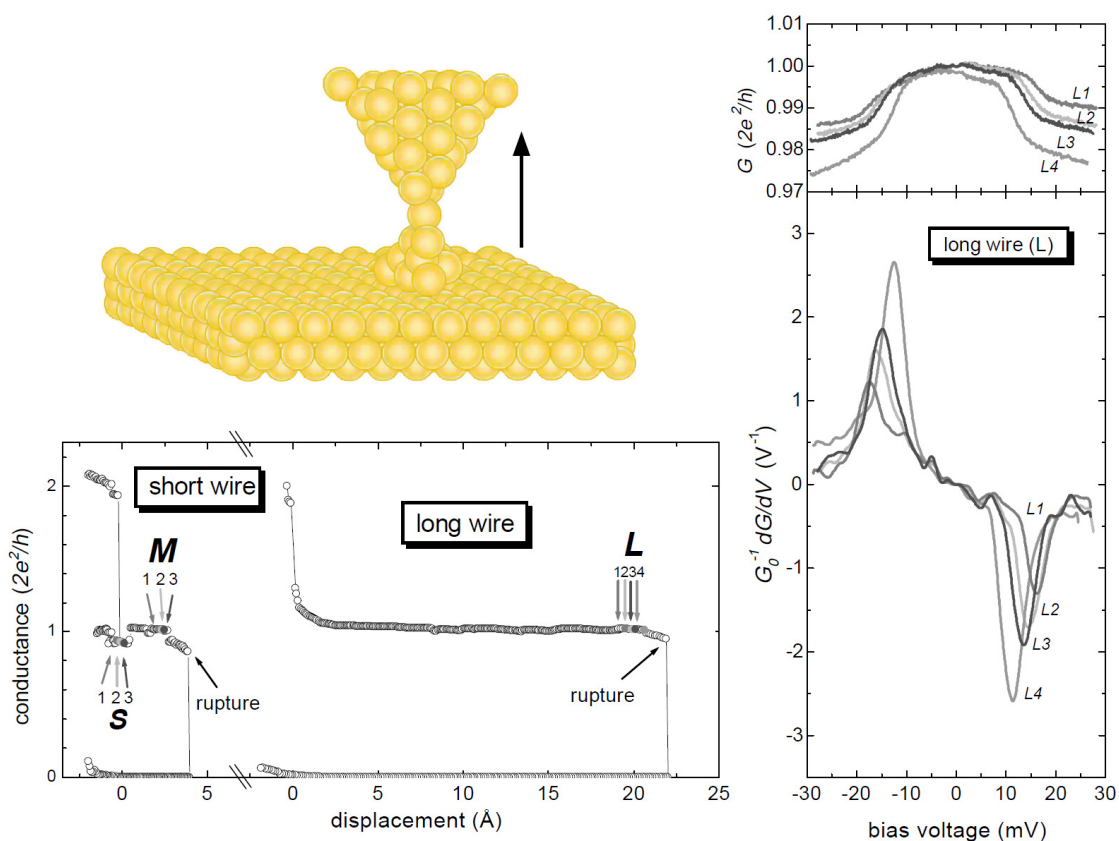 1.01
1.00
0.99
0.98
0.97
G (2e²/h)
L1
L2
L3
L4
long wire (L)
3
2
1
0
-1
-2
-3
G₀⁻¹ dG/dV (V⁻¹)
L1
L2
L3
L4
-30 -20 -10 0 10 20 30
bias voltage (mV)
short wire
long wire
2
1
0
conductance (2e²/h)
M
1 2 3
1 2 3
S
rupture
L
1234
rupture
0 5 0 5 10 15 20 25
displacement (Å)